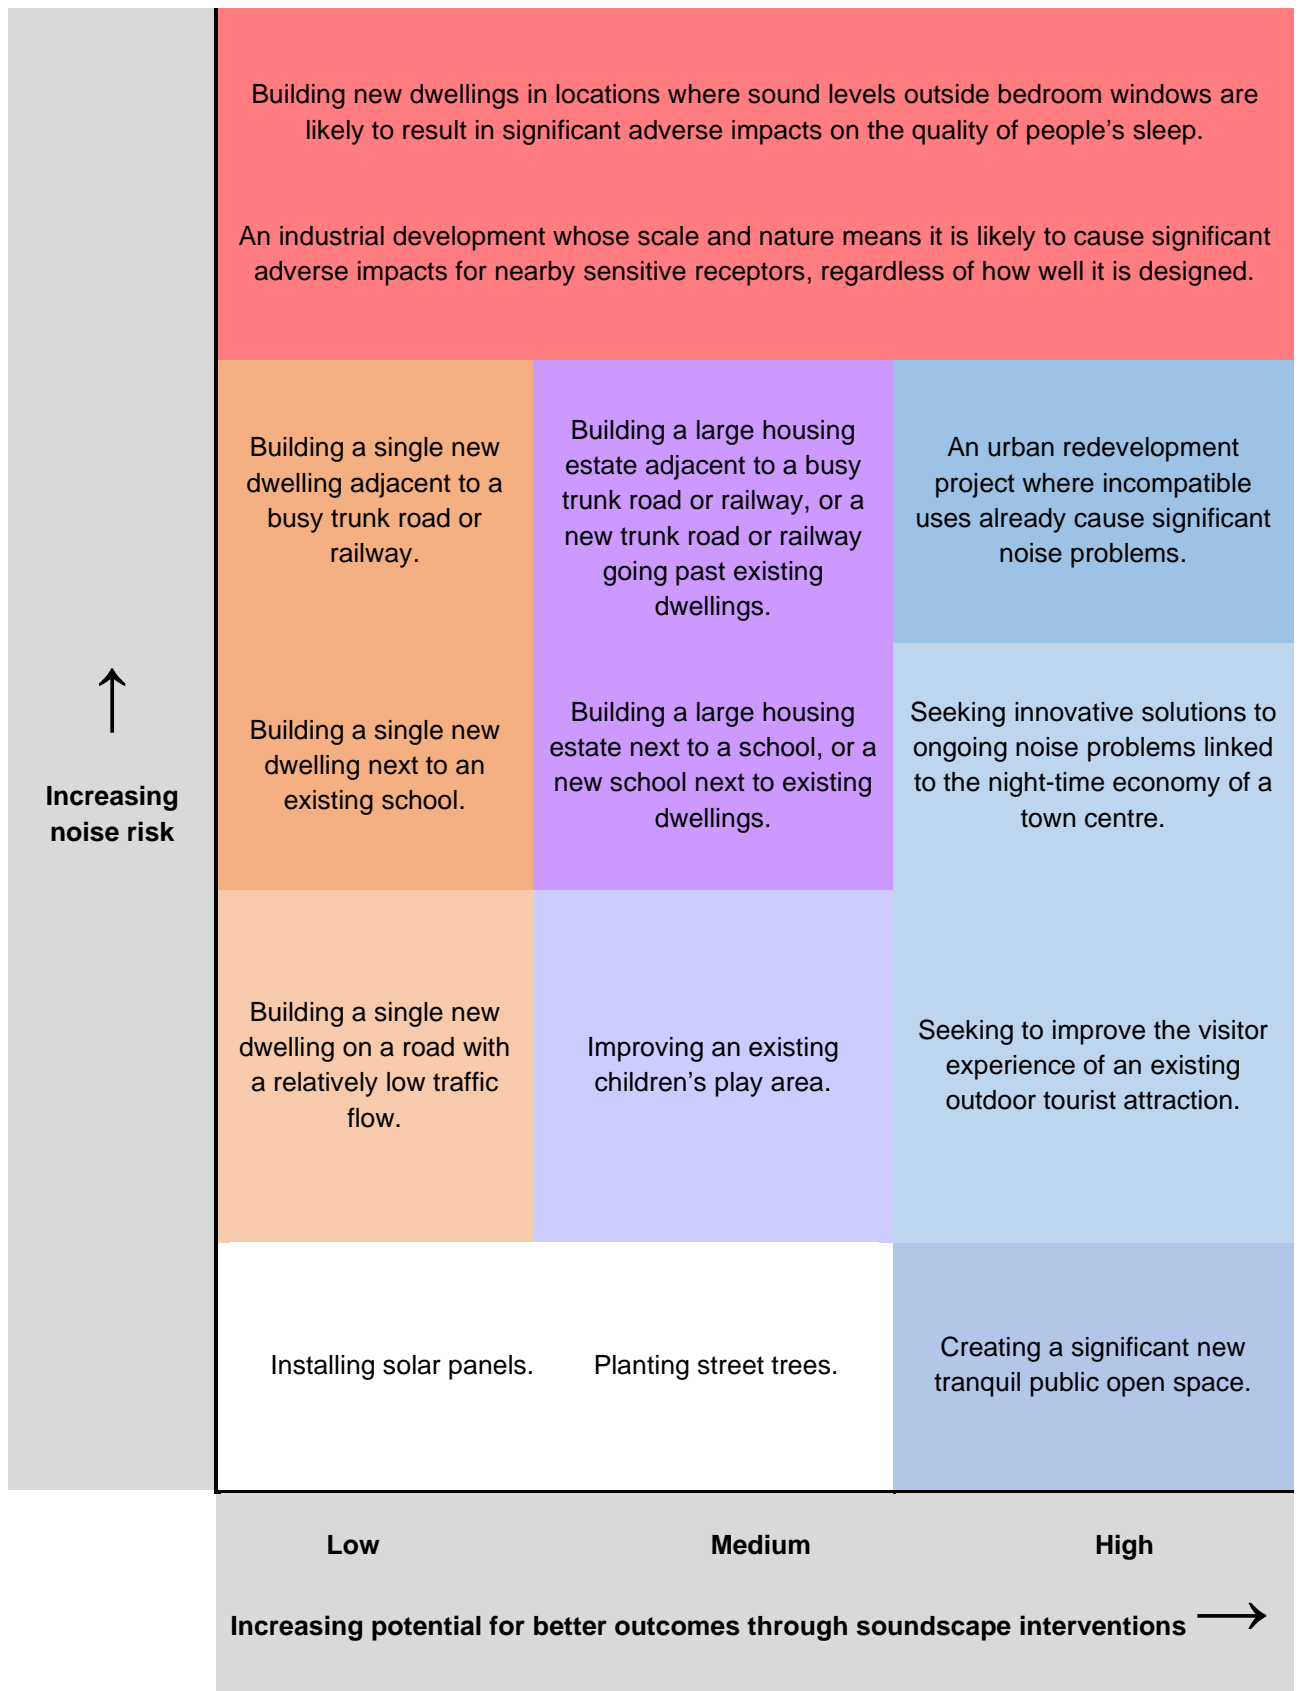 Building new dwellings in locations where sound levels outside bedroom windows are
likely to result in significant adverse impacts on the quality of people’s sleep.
An industrial development whose scale and nature means it is likely to cause significant
adverse impacts for nearby sensitive receptors, regardless of how well it is designed.
Building a single new
dwelling adjacent to a
busy trunk road or
railway.
Building a large housing
estate adjacent to a busy
trunk road or railway, or a
new trunk road or railway
going past existing
dwellings.
An urban redevelopment
project where incompatible
uses already cause significant
noise problems.
↑
Increasing
noise risk
Building a single new
dwelling next to an
existing school.
Building a large housing
estate next to a school, or a
new school next to existing
dwellings.
Seeking innovative solutions to
ongoing noise problems linked
to the night-time economy of a
town centre.
Building a single new
dwelling on a road with
a relatively low traffic
flow.
Improving an existing
children’s play area.
Seeking to improve the visitor
experience of an existing
outdoor tourist attraction.
Installing solar panels.
Planting street trees.
Creating a significant new
tranquil public open space.
Low
Medium
High
Increasing potential for better outcomes through soundscape interventions →